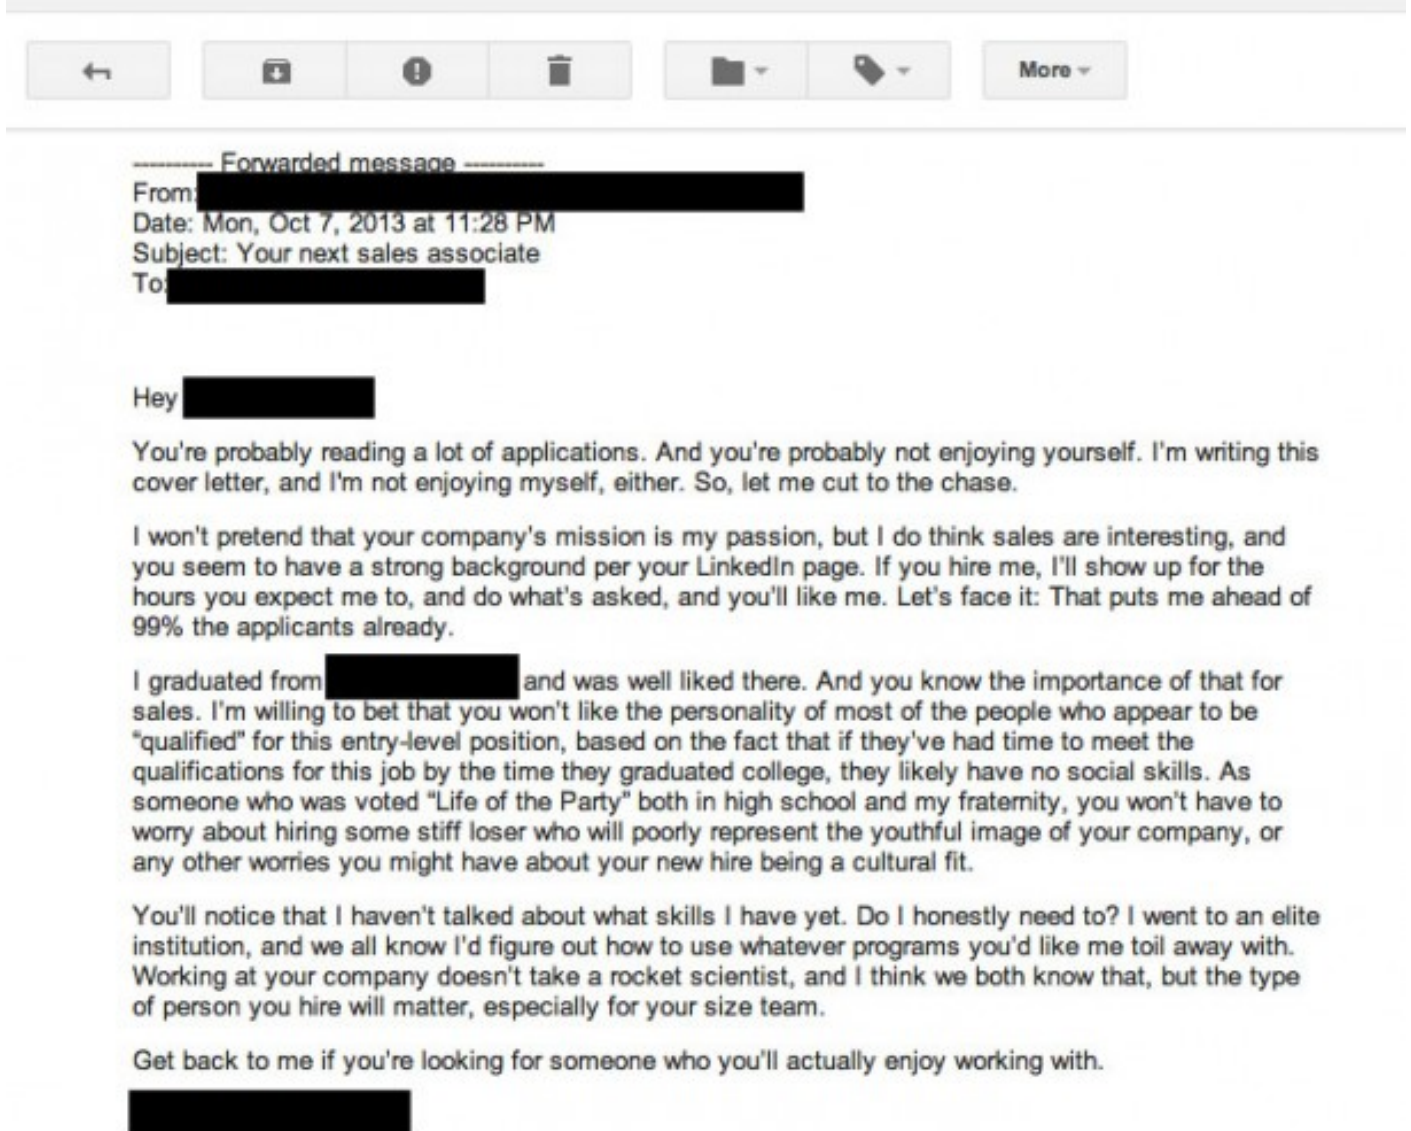 More
---------- Forwarded message ----------
From:
Date: Mon, Oct 7, 2013 at 11:28 PM
Subject: Your next sales associate
To:
Hey
You're probably reading a lot of applications. And you're probably not enjoying yourself. I'm writing this
cover letter, and I'm not enjoying myself, either. So, let me cut to the chase.
I won't pretend that your company's mission is my passion, but I do think sales are interesting, and
you seem to have a strong background per your LinkedIn page. If you hire me, I'll show up for the
hours you expect me to, and do what's asked, and you'll like me. Let's face it: That puts me ahead of
99% the applicants already.
I graduated from and was well liked there. And you know the importance of that for
sales. I'm willing to bet that you won't like the personality of most of the people who appear to be
“qualified” for this entry-level position, based on the fact that if they've had time to meet the
qualifications for this job by the time they graduated college, they likely have no social skills. As
someone who was voted “Life of the Party” both in high school and my fraternity, you won't have to
worry about hiring some stiff loser who will poorly represent the youthful image of your company, or
any other worries you might have about your new hire being a cultural fit.
You'll notice that I haven't talked about what skills I have yet. Do I honestly need to? I went to an elite
institution, and we all know I'd figure out how to use whatever programs you'd like me toil away with.
Working at your company doesn't take a rocket scientist, and I think we both know that, but the type
of person you hire will matter, especially for your size team.
Get back to me if you're looking for someone who you'll actually enjoy working with.